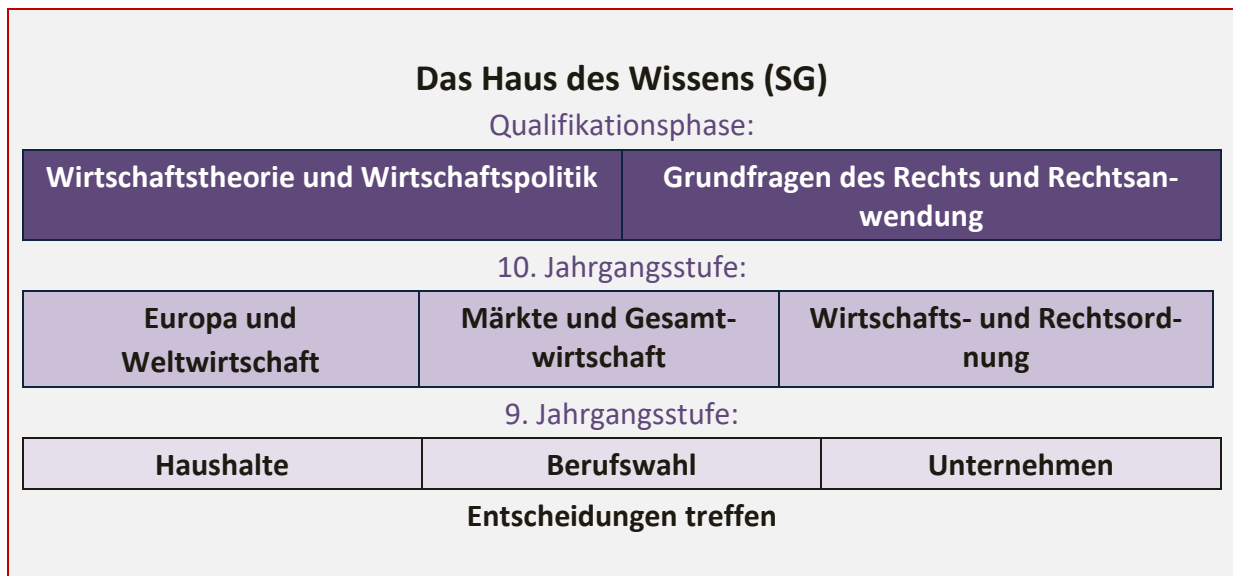 Das Haus des Wissens (SG)
Qualifikationsphase:
Wirtschaftstheorie und Wirtschaftspolitik
Grundfragen des Rechts und Rechtsan-
wendung
10. Jahrgangsstufe:
Europa und
Weltwirtschaft
Märkte und Gesamt-
wirtschaft
Wirtschafts- und Rechtsord-
nung
9. Jahrgangsstufe:
Haushalte
Berufswahl
Unternehmen
Entscheidungen treffen